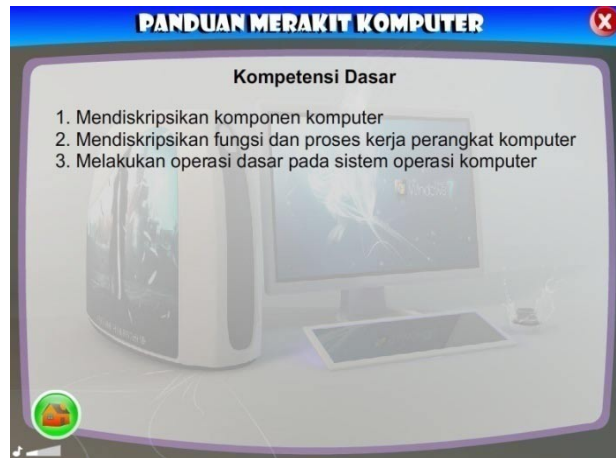 PANDUAN MERAKIT KOMPUTER
Kompetensi Dasar
1. Mendiskripsikan komponen komputer
2. Mendiskripsikan fungsi dan proses kerja perangkat komputer
3. Melakukan operasi dasar pada sistem operasi komputer